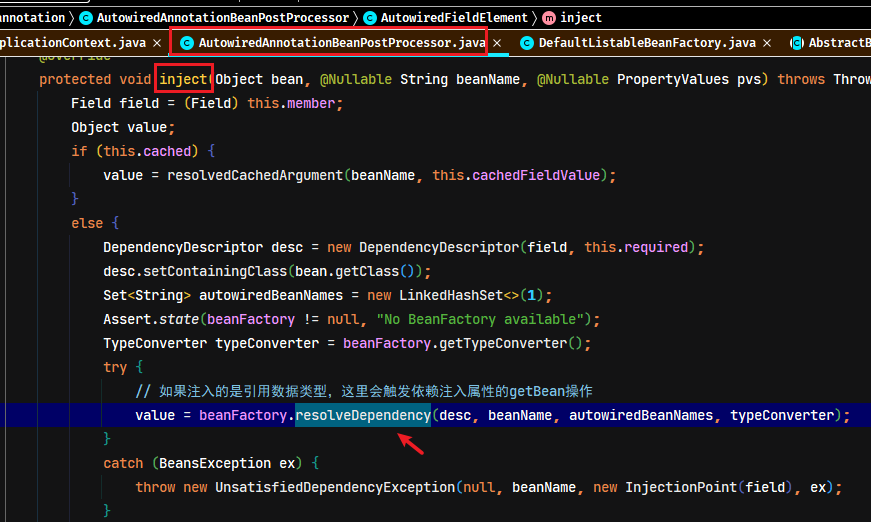 nnotation 〉 AutowiredAnnotationBeanPostProcessor 〉 AutowiredFieldElement 〉 inject
plicationContext.java × AutowiredAnnotationBeanPostProcessor.java × DefaultListableBeanFactory.java × AbstractB
@Override
protected void inject(Object bean, @Nullable String beanName, @Nullable PropertyValues pvs) throws Throw
Field field = (Field) this.member;
Object value;
if (this.cached) {
value = resolvedCachedArgument(beanName, this.cachedFieldValue);
}
else {
DependencyDescriptor desc = new DependencyDescriptor(field, this.required);
desc.setContainingClass(bean.getClass());
Set<String> autowiredBeanNames = new LinkedHashSet<>(1);
Assert.state(beanFactory != null, "No BeanFactory available");
TypeConverter typeConverter = beanFactory.getTypeConverter();
try {
// 如果注入的是引用数据类型，这里会触发依赖注入属性的getBean操作
value = beanFactory.resolveDependency(desc, beanName, autowiredBeanNames, typeConverter);
}
catch (BeansException ex) {
throw new UnsatisfiedDependencyException(null, beanName, new InjectionPoint(field), ex);
}